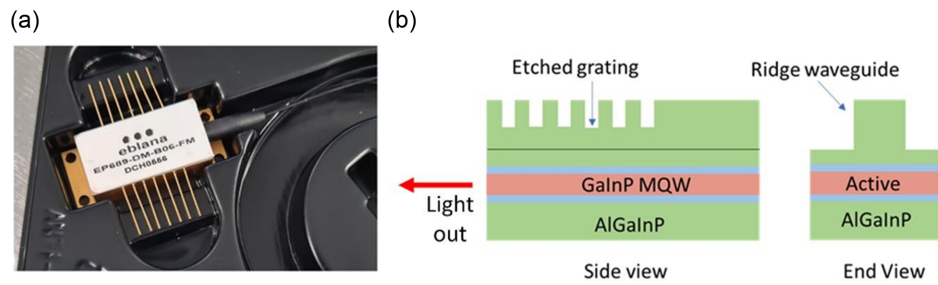 (a)
(b)
eblana
EP689-DM-B06-FM
DCH0656
Etched grating
Ridge waveguide
GaInP MQW
Active
Light
out
AlGaInP
AlGaInP
Side view
End View